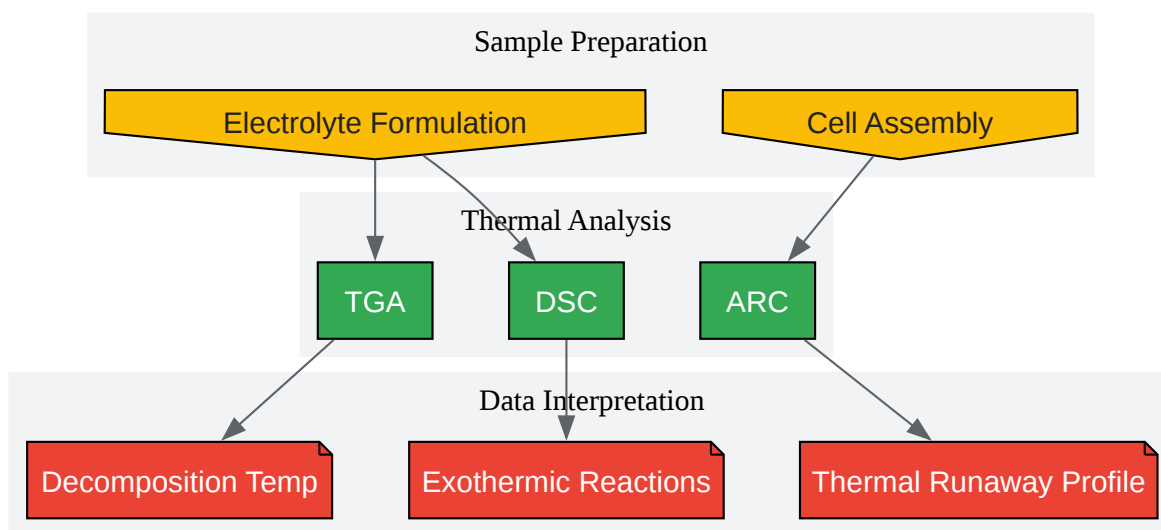 Sample Preparation
Electrolyte Formulation
Cell Assembly
Thermal Analysis
TGA
DSC
ARC
Data Interpretation
Decomposition Temp
Exothermic Reactions
Thermal Runaway Profile